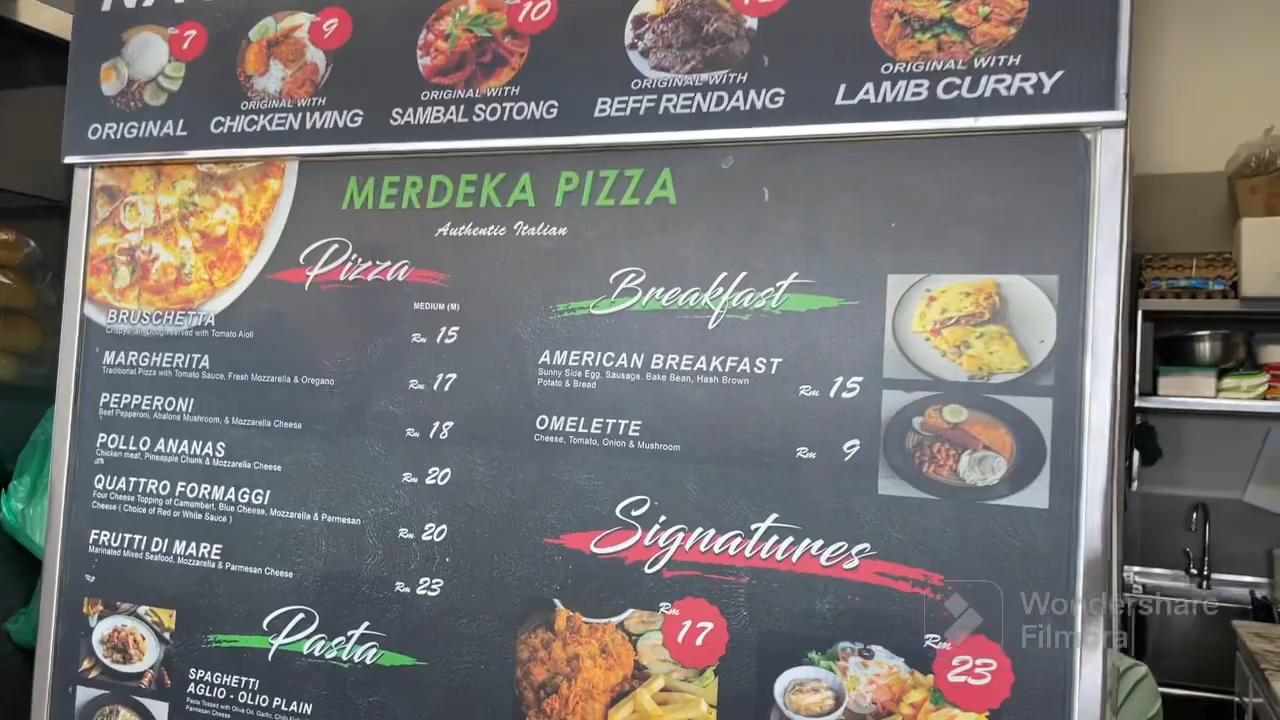 Rm 7
9
10
ORIGINAL
ORIGINAL WITH
CHICKEN WING
ORIGINAL WITH
SAMBAL SOTONG
ORIGINAL WITH
BEFF RENDANG
ORIGINAL WITH
LAMB CURRY
MERDEKA PIZZA
Authentic Italian
Pizza
MEDIUM (M)
BRUSCHETTA
Rm 15
Served with Tomato Aioli
MARGHERITA
Traditional Pizza with Tomato Sauce, Fresh Mozzarella & Oregano
Rm 17
PEPPERONI
Beef Pepperoni, Abalone Mushroom, & Mozzarella Cheese
Rm 18
POLLO ANANAS
Chicken meat, Pineapple Chunk & Mozzarella Cheese
Rm 20
QUATTRO FORMAGGI
Four Cheese Topping of Camembert, Blue Cheese, Mozzarella & Parmesan
Cheese ( Choice of Red or White Sauce )
Rm 20
FRUTTI DI MARE
Marinated Mixed Seafood, Mozzarella & Parmesan Cheese
Rm 23
Pasta
SPAGHETTI
AGLIO - OLIO PLAIN
Pasta Tossed with Olive Oil, Garlic,
Parmesan Cheese
Breakfast
AMERICAN BREAKFAST
Sunny Side Egg, Sausage, Bake Bean, Hash Brown
Potato & Bread
Rm 15
OMELETTE
Cheese, Tomato, Onion & Mushroom
Rm 9
Signatures
Rm 17
Rm 23
Wondershare
Filmora